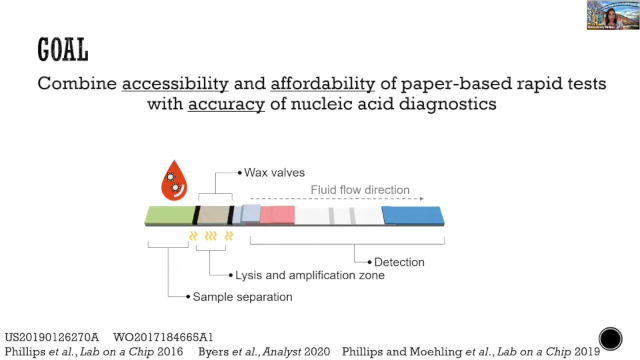 GOAL
Combine accessibility and affordability of paper-based rapid tests
with accuracy of nucleic acid diagnostics
Wax valves
Fluid flow direction
Detection
Lysis and amplification zone
Sample separation
US20190126270A WO2017184665A1
Phillips et al., Lab on a Chip 2016 Byers et al., Analyst 2020 Phillips and Moehling et al., Lab on a Chip 2019